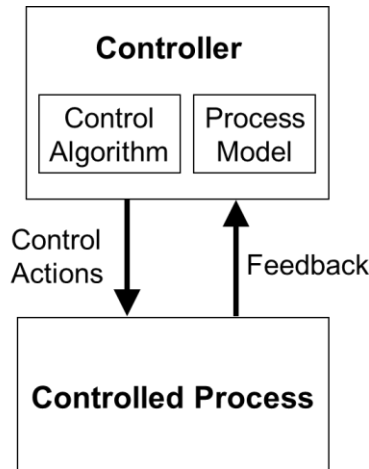 Controller
Control
Algorithm
Process
Model
Control
Actions
Feedback
Controlled Process